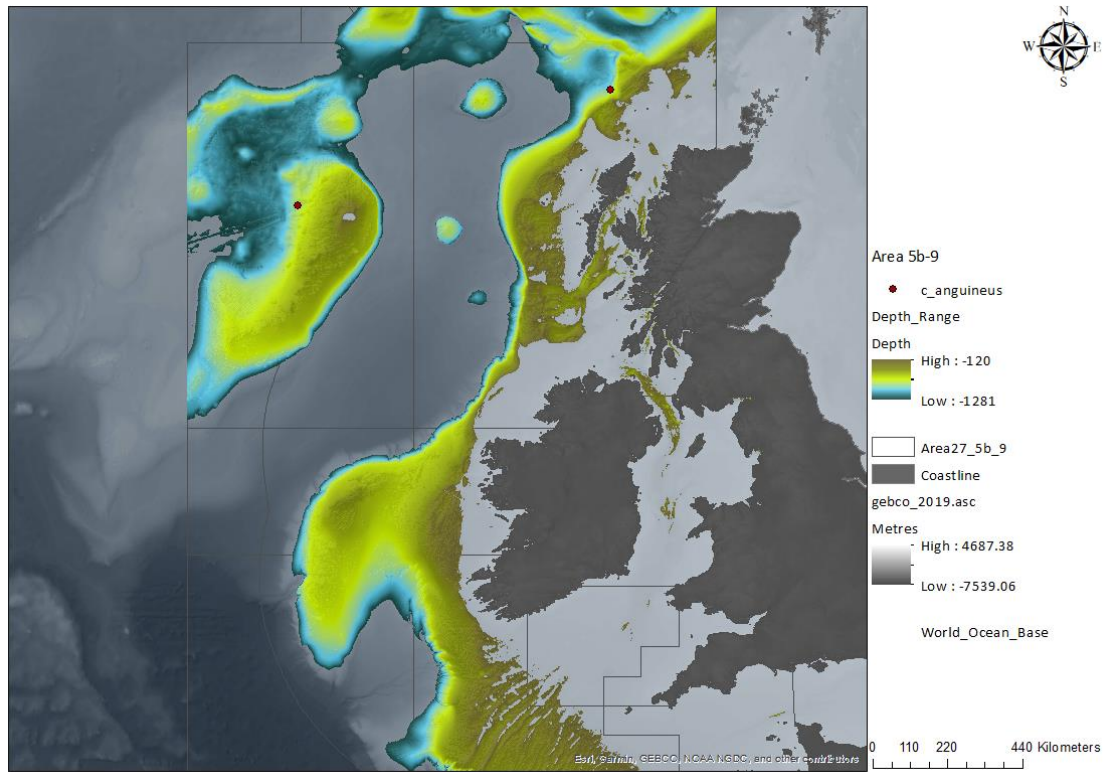 N
W E
S
Area 5b-9
c_anguineus
Depth_Range
Depth
High : -120
Low : -1281
Area27_5b_9
Coastline
gebco_2019.asc
Metres
High : 4687.38
Low : -7539.06
World_Ocean_Base
0 110 220 440 Kilometers
Esri, Garmin, GEBCO, NOAA NGDC, and other contributors